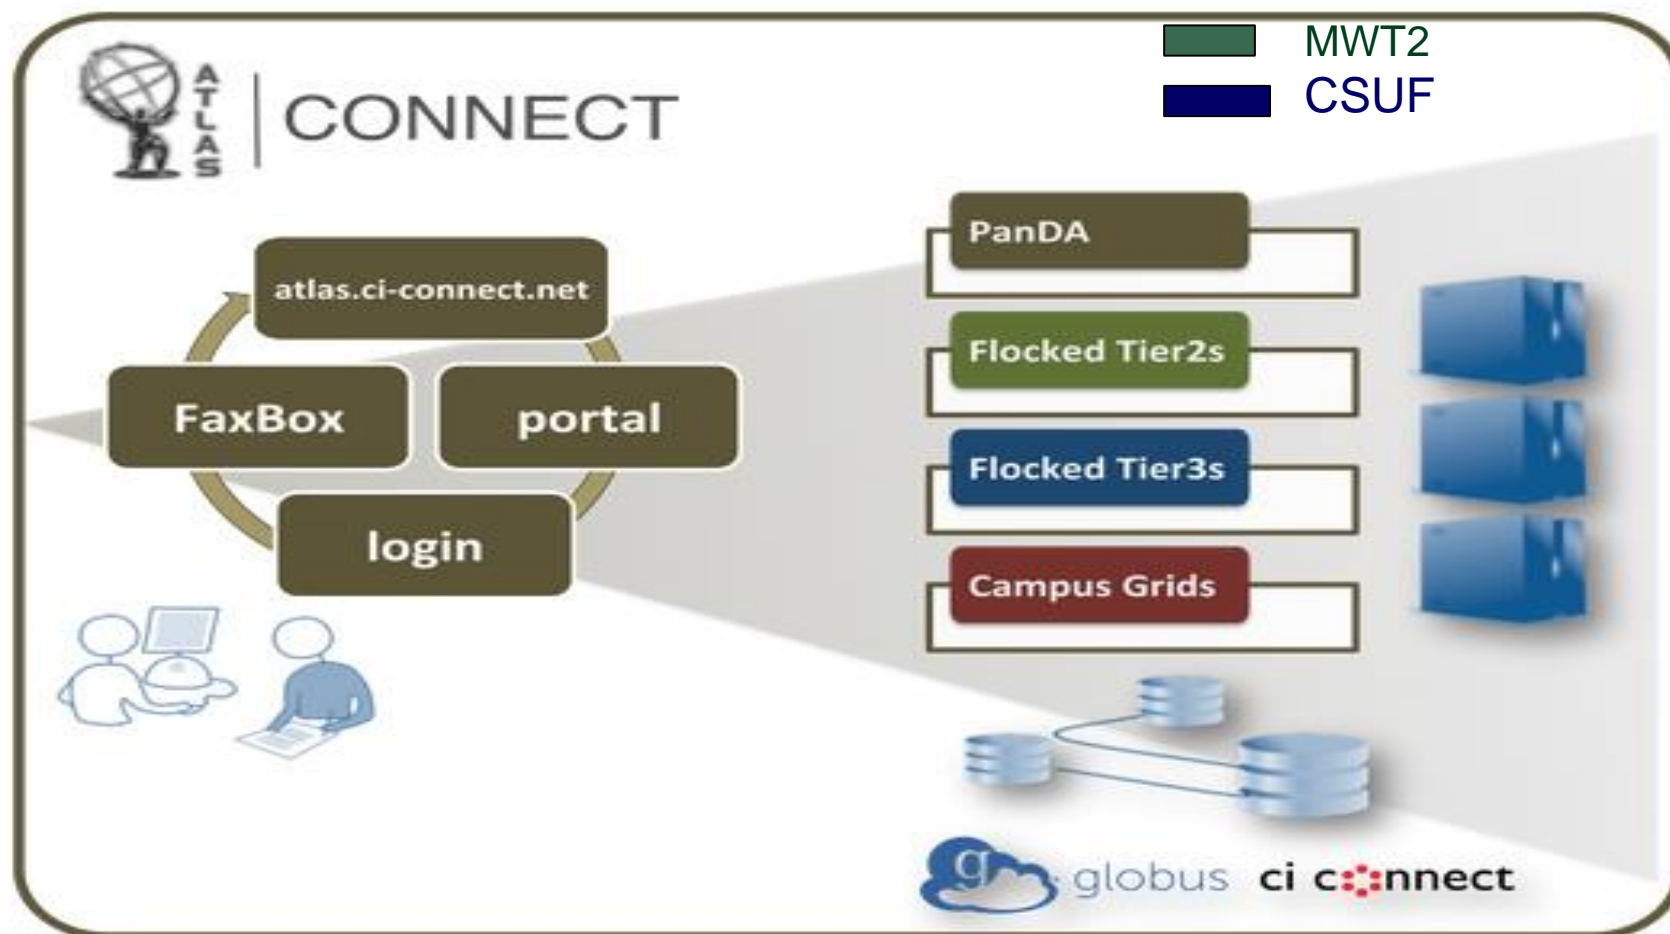 MWT2
CSUF
ATLAS
CONNECT
PanDA
atlas.ci-connect.net
Flocked Tier2s
FaxBox
portal
Flocked Tier3s
login
Campus Grids
g
globus
ci connect